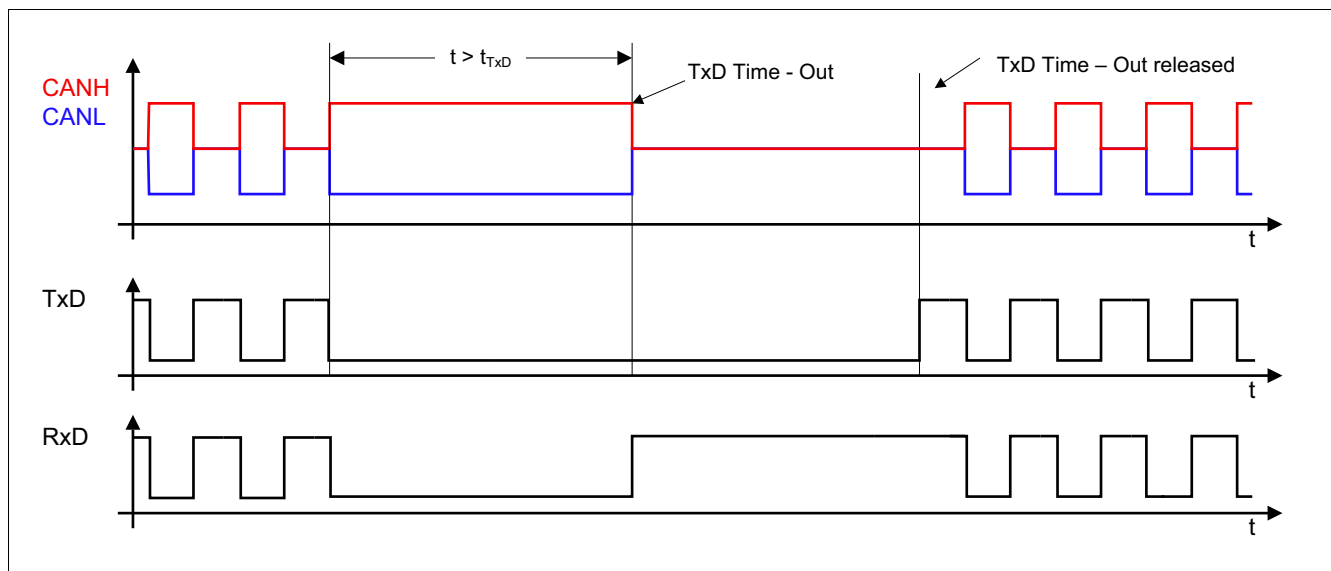 t > tTxD
TxD Time - Out
TxD Time – Out released
CANH
CANL
t
TxD
t
RxD
t